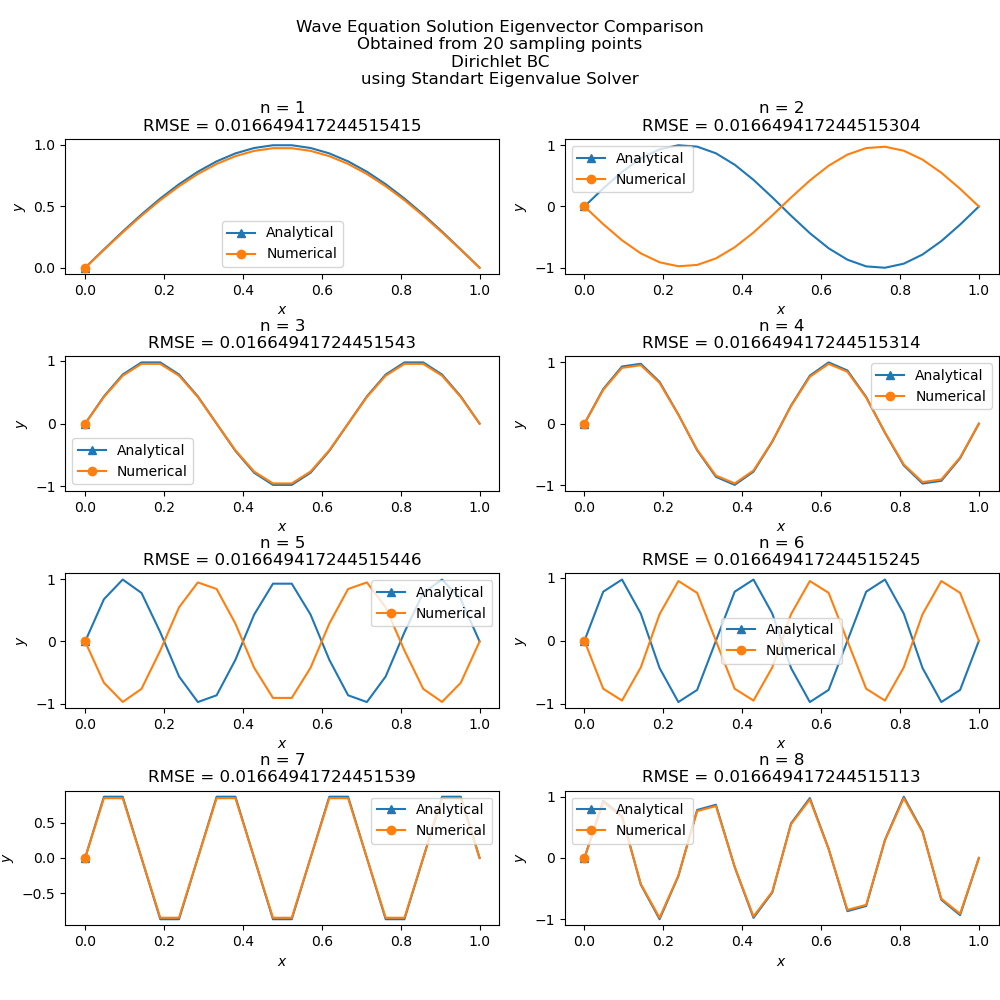 Wave Equation Solution Eigenvector Comparison
Obtained from 20 sampling points
Dirichlet BC
using Standart Eigenvalue Solver
n = 1
RMSE = 0.016649417244515415
1.0
0.5
0.0
y
Analytical
Numerical
0.0 0.2 0.4 0.6 0.8 1.0
x
n = 2
RMSE = 0.016649417244515304
1
0
−1
y
Analytical
Numerical
0.0 0.2 0.4 0.6 0.8 1.0
x
n = 3
RMSE = 0.01664941724451543
1
0
−1
y
Analytical
Numerical
0.0 0.2 0.4 0.6 0.8 1.0
x
n = 4
RMSE = 0.016649417244515314
1
0
−1
y
Analytical
Numerical
0.0 0.2 0.4 0.6 0.8 1.0
x
n = 5
RMSE = 0.016649417244515446
1
0
−1
y
Analytical
Numerical
0.0 0.2 0.4 0.6 0.8 1.0
x
n = 6
RMSE = 0.016649417244515245
1
0
−1
y
Analytical
Numerical
0.0 0.2 0.4 0.6 0.8 1.0
x
n = 7
RMSE = 0.01664941724451539
0.5
0.0
−0.5
y
Analytical
Numerical
0.0 0.2 0.4 0.6 0.8 1.0
x
n = 8
RMSE = 0.016649417244515113
1
0
−1
y
Analytical
Numerical
0.0 0.2 0.4 0.6 0.8 1.0
x